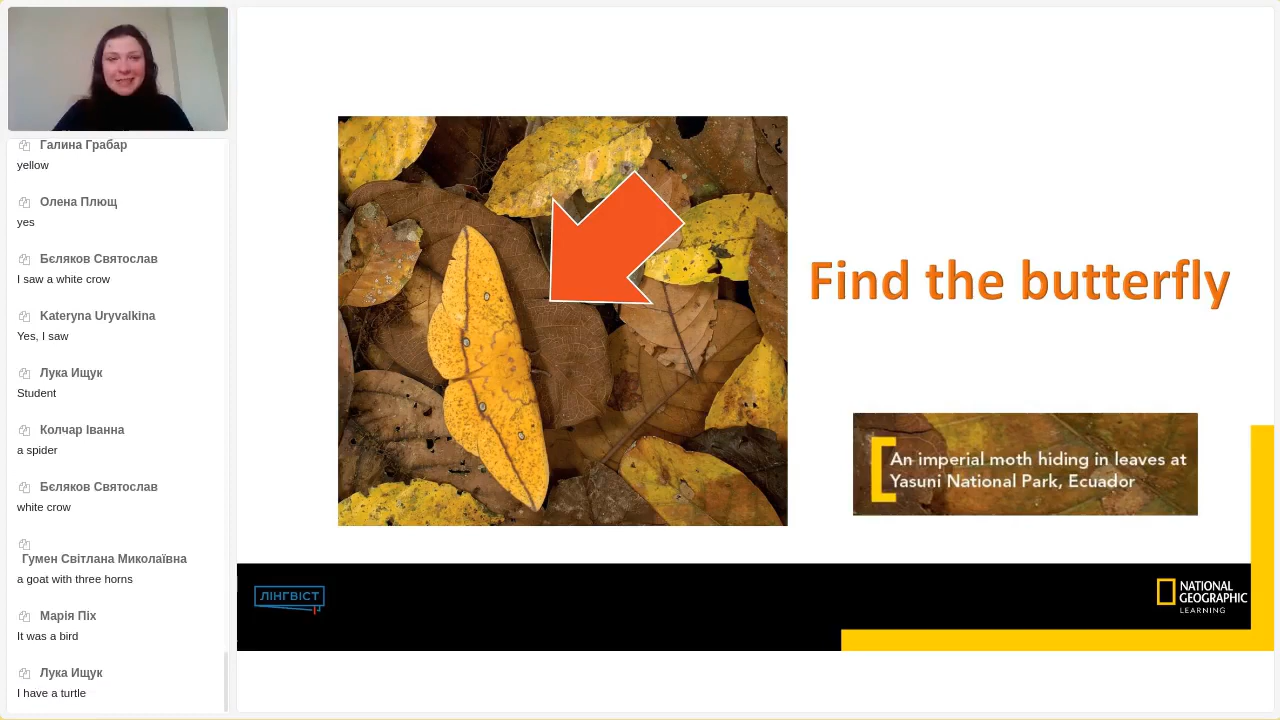 Галина Грабар
yellow
Олена Плющ
yes
Бєляков Святослав
I saw a white crow
Kateryna Uryvalkina
Yes, I saw
Лука Ищук
Student
Колчар Іванна
a spider
Бєляков Святослав
white crow
Гумен Світлана Миколаївна
a goat with three horns
Марія Піх
It was a bird
Лука Ищук
I have a turtle
Find the butterfly
An imperial moth hiding in leaves at
Yasuni National Park, Ecuador
ЛІНГВІСТ
NATIONAL
GEOGRAPHIC
LEARNING